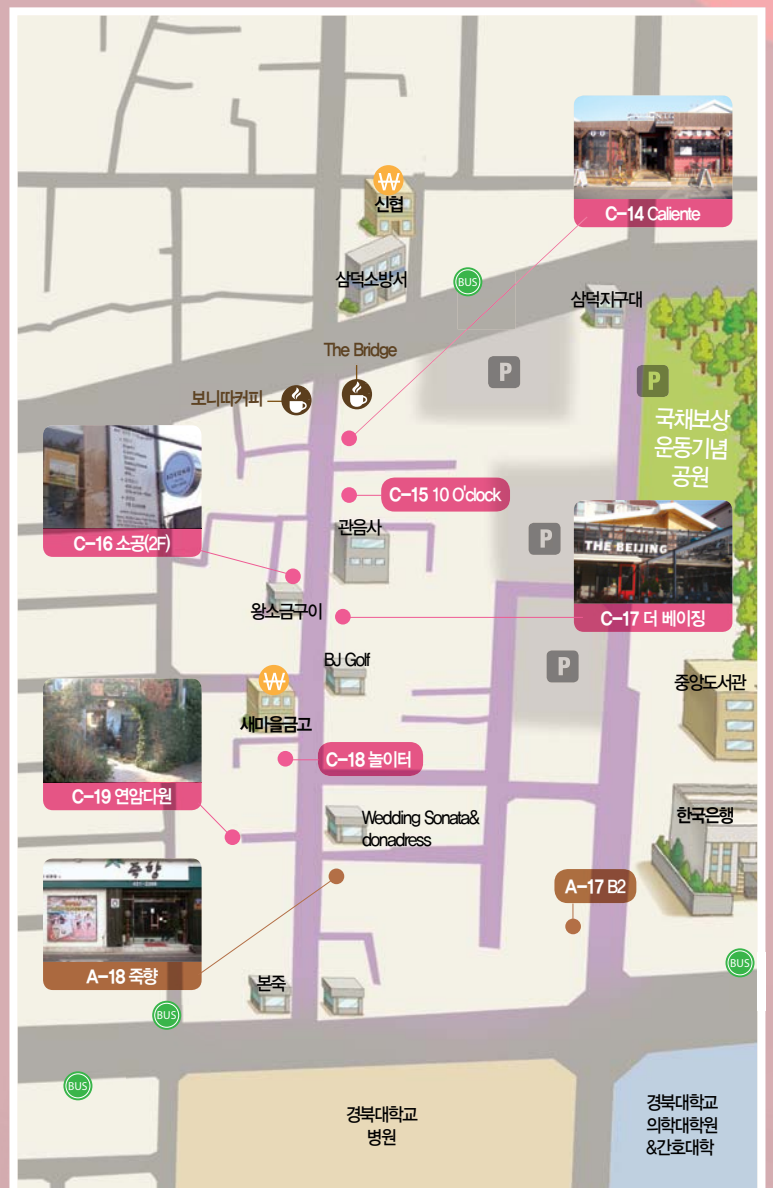 C-14 Caliente
₩
신협
삼덕소방서
BUS
삼덕지구대
The Bridge
보니따커피
P
P
국채보상
운동기념
공원
C-15 10 O'clock
관음사
C-16 소공(2F)
P
THE BEIJING
C-17 더 베이징
왕소금구이
BJ Golf
P
₩
새마을금고
중앙도서관
C-18 놀이터
C-19 연암다원
Wedding Sonata&
donadress
한국은행
죽향
A-18 죽향
A-17 B2
BUS
본죽
BUS
BUS
경북대학교
병원
경북대학교
의학대학원
&간호대학